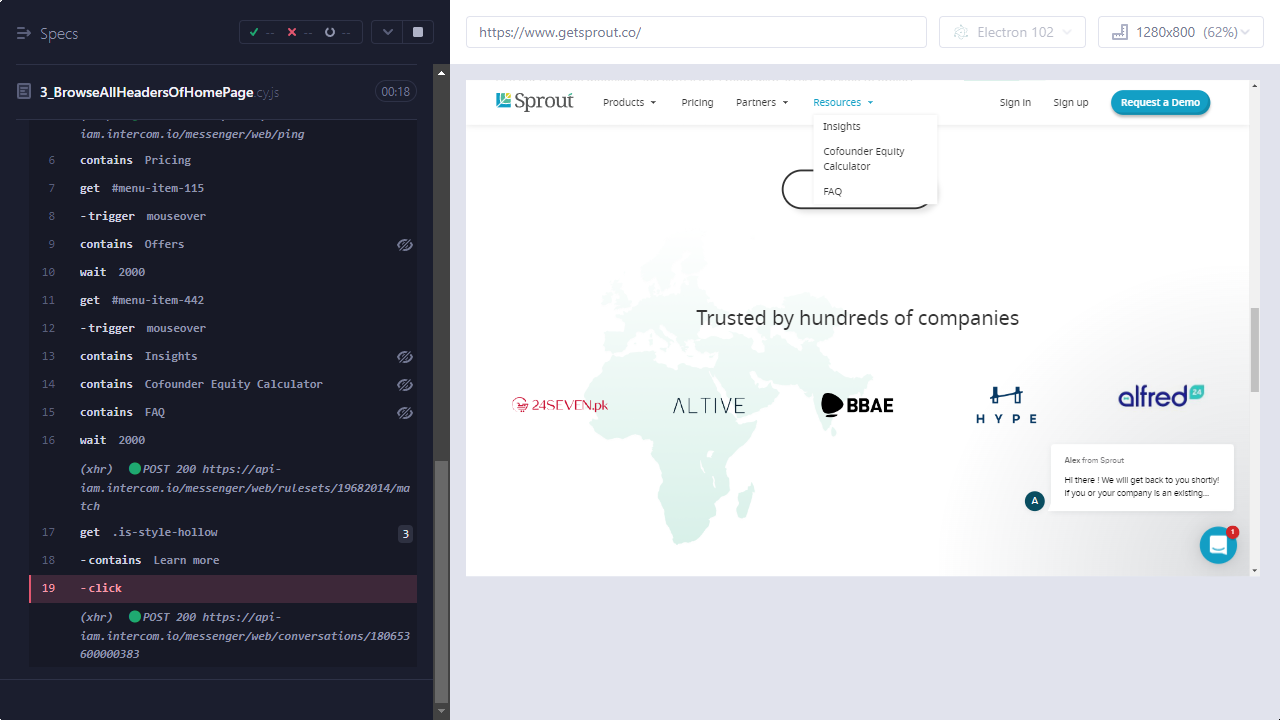 Specs
--
--
--
3_BrowseAllHeadersOfHomePage.cy.js
00:18
iam.intercom.io/messenger/web/ping
6 contains Pricing
7 get #menu-item-115
8 -trigger mouseover
9 contains Offers
10 wait 2000
11 get #menu-item-442
12 -trigger mouseover
13 contains Insights
14 contains Cofounder Equity Calculator
15 contains FAQ
16 wait 2000
(xhr) POST 200 https://api-
iam.intercom.io/messenger/web/rulesets/19682014/ma
tch
17 get .is-style-hollow 3
18 -contains Learn more
19 -click
(xhr) POST 200 https://api-
iam.intercom.io/messenger/web/conversations/180653
600000383
https://www.getsprout.co/
Electron 102
1280x800 (62%)
Sprout
Products
Pricing
Partners
Resources
Sign in
Sign up
Request a Demo
Insights
Cofounder Equity
Calculator
FAQ
Trusted by hundreds of companies
24SEVEN.pk
ALTIVE
BBAE
HYPE
alfred 24
Alex from Sprout
Hi there ! We will get back to you shortly!
If you or your company is an existing...
A
1